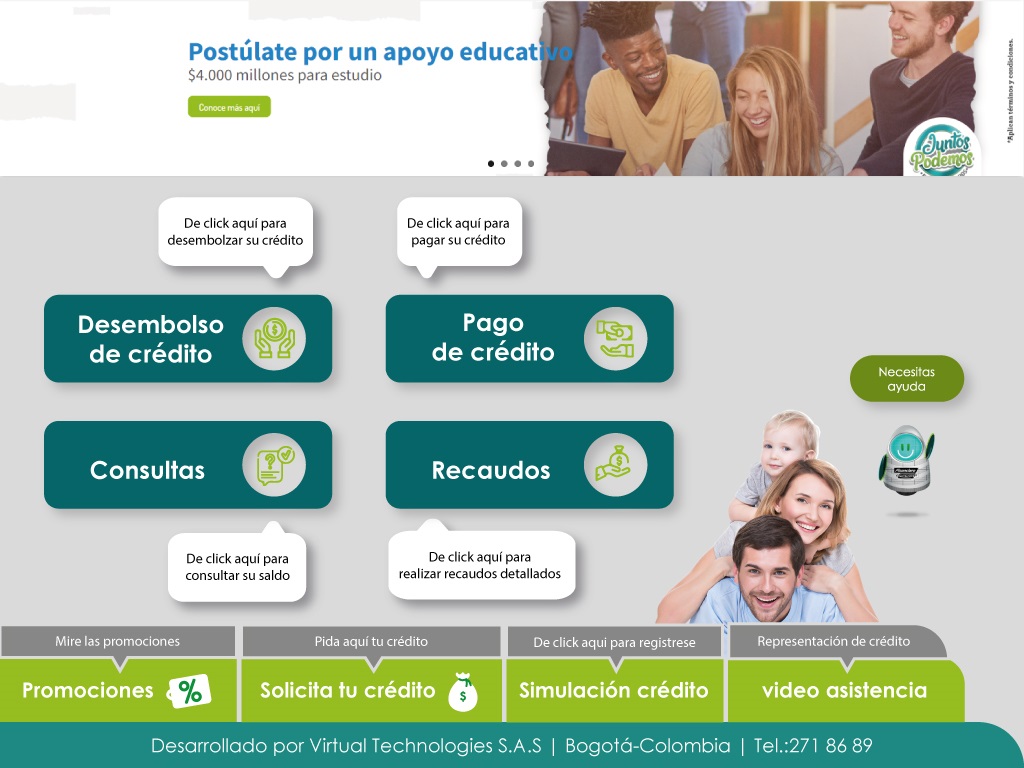 Postúlate por un apoyo educativo
$4.000 millones para estudio
Conoce más aquí
*Aplican términos y condiciones.
Juntos
Podemos
De click aquí para
desembolzar su crédito
De click aquí para
pagar su crédito
Desembolso
de crédito
Pago
de crédito
Necesitas
ayuda
Consultas
Recaudos
De click aquí para
consultar su saldo
De click aquí para
realizar recaudos detallados
Mire las promociones
Pida aquí tu crédito
De click aqui para registrese
Representación de crédito
Promociones %
Solicita tu crédito $
Simulación crédito
video asistencia
Desarrollado por Virtual Technologies S.A.S | Bogotá-Colombia | Tel.:271 86 89